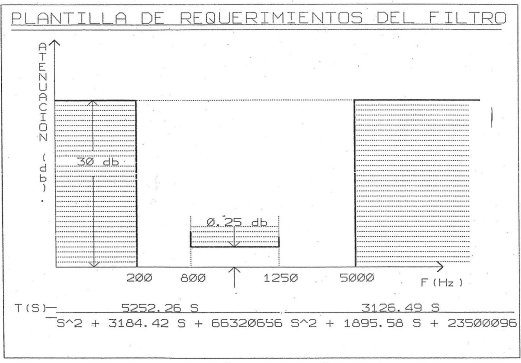 PLANTILLA DE REQUERIMIENTOS DEL FILTRO
ATENUACION (db).
30 db
0.25 db
200 800 1250 5000 F(Hz)
T(S)= 5252.26 S 3126.49 S
S^2 + 3184.42 S + 66320656 S^2 + 1895.58 S + 23500096